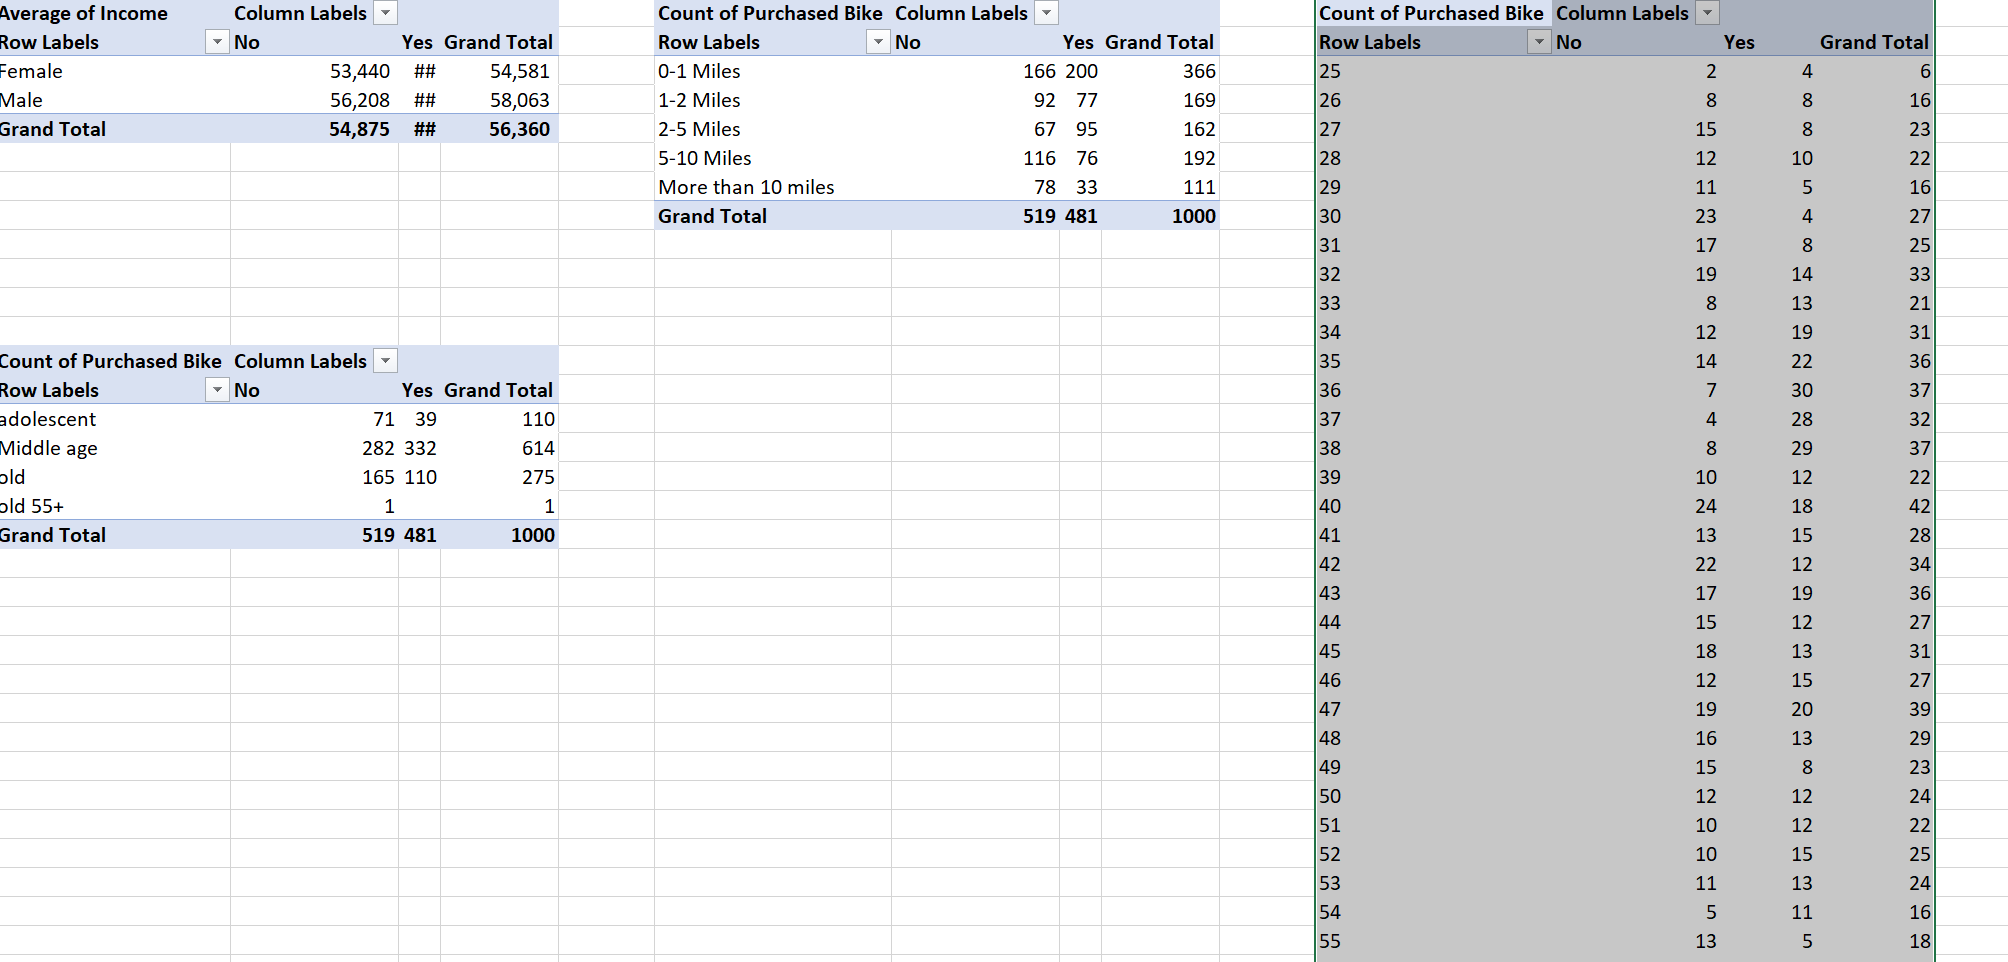 Average of Income Column Labels
Row Labels No Yes Grand Total
Female 53,440 ## 54,581
Male 56,208 ## 58,063
Grand Total 54,875 ## 56,360
Count of Purchased Bike Column Labels
Row Labels No Yes Grand Total
adolescent 71 39 110
Middle age 282 332 614
old 165 110 275
old 55+ 1 1
Grand Total 519 481 1000
Count of Purchased Bike Column Labels
Row Labels No Yes Grand Total
0-1 Miles 166 200 366
1-2 Miles 92 77 169
2-5 Miles 67 95 162
5-10 Miles 116 76 192
More than 10 miles 78 33 111
Grand Total 519 481 1000
Count of Purchased Bike Column Labels
Row Labels No Yes Grand Total
25 2 4 6
26 8 8 16
27 15 8 23
28 12 10 22
29 11 5 16
30 23 4 27
31 17 8 25
32 19 14 33
33 8 13 21
34 12 19 31
35 14 22 36
36 7 30 37
37 4 28 32
38 8 29 37
39 10 12 22
40 24 18 42
41 13 15 28
42 22 12 34
43 17 19 36
44 15 12 27
45 18 13 31
46 12 15 27
47 19 20 39
48 16 13 29
49 15 8 23
50 12 12 24
51 10 12 22
52 10 15 25
53 11 13 24
54 5 11 16
55 13 5 18